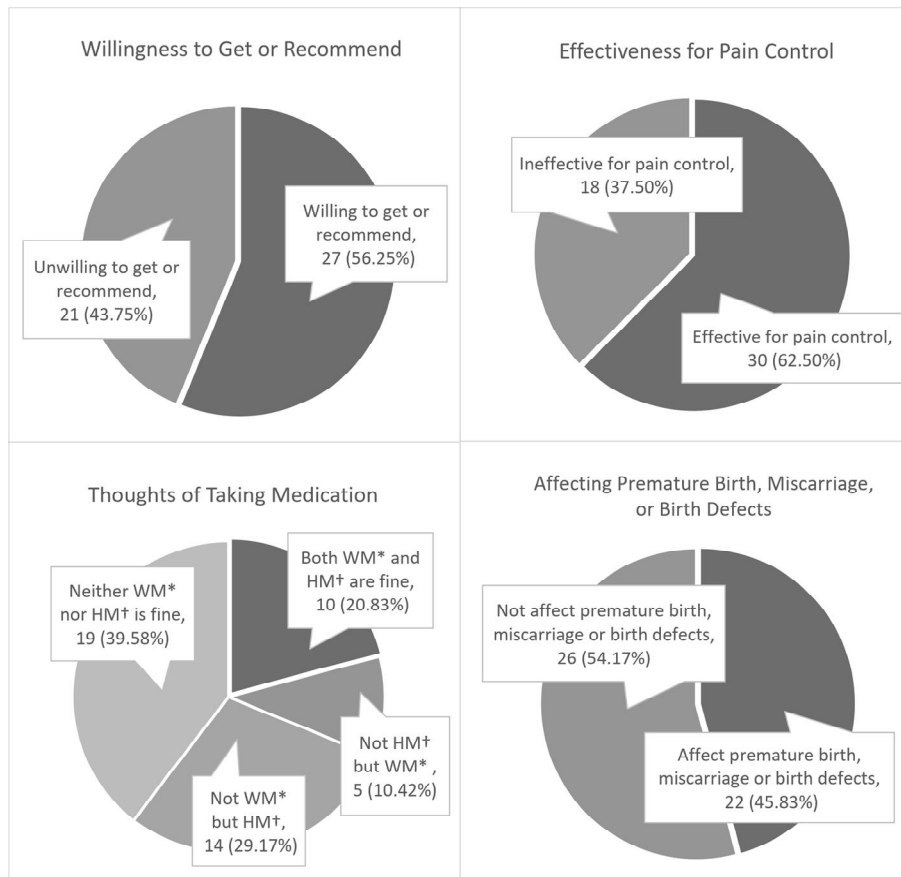 Willingness to Get or Recommend
Willing to get or
recommend,
27 (56.25%)
Unwilling to get or
recommend,
21 (43.75%)
Effectiveness for Pain Control
Ineffective for pain control,
18 (37.50%)
Effective for pain control,
30 (62.50%)
Thoughts of Taking Medication
Both WM* and
HM† are fine,
10 (20.83%)
Neither WM*
nor HM† is fine,
19 (39.58%)
Not HM†
but WM* ,
5 (10.42%)
Not WM*
but HM†,
14 (29.17%)
Affecting Premature Birth, Miscarriage,
or Birth Defects
Not affect premature birth,
miscarriage or birth defects,
26 (54.17%)
Affect premature birth,
miscarriage or birth defects,
22 (45.83%)